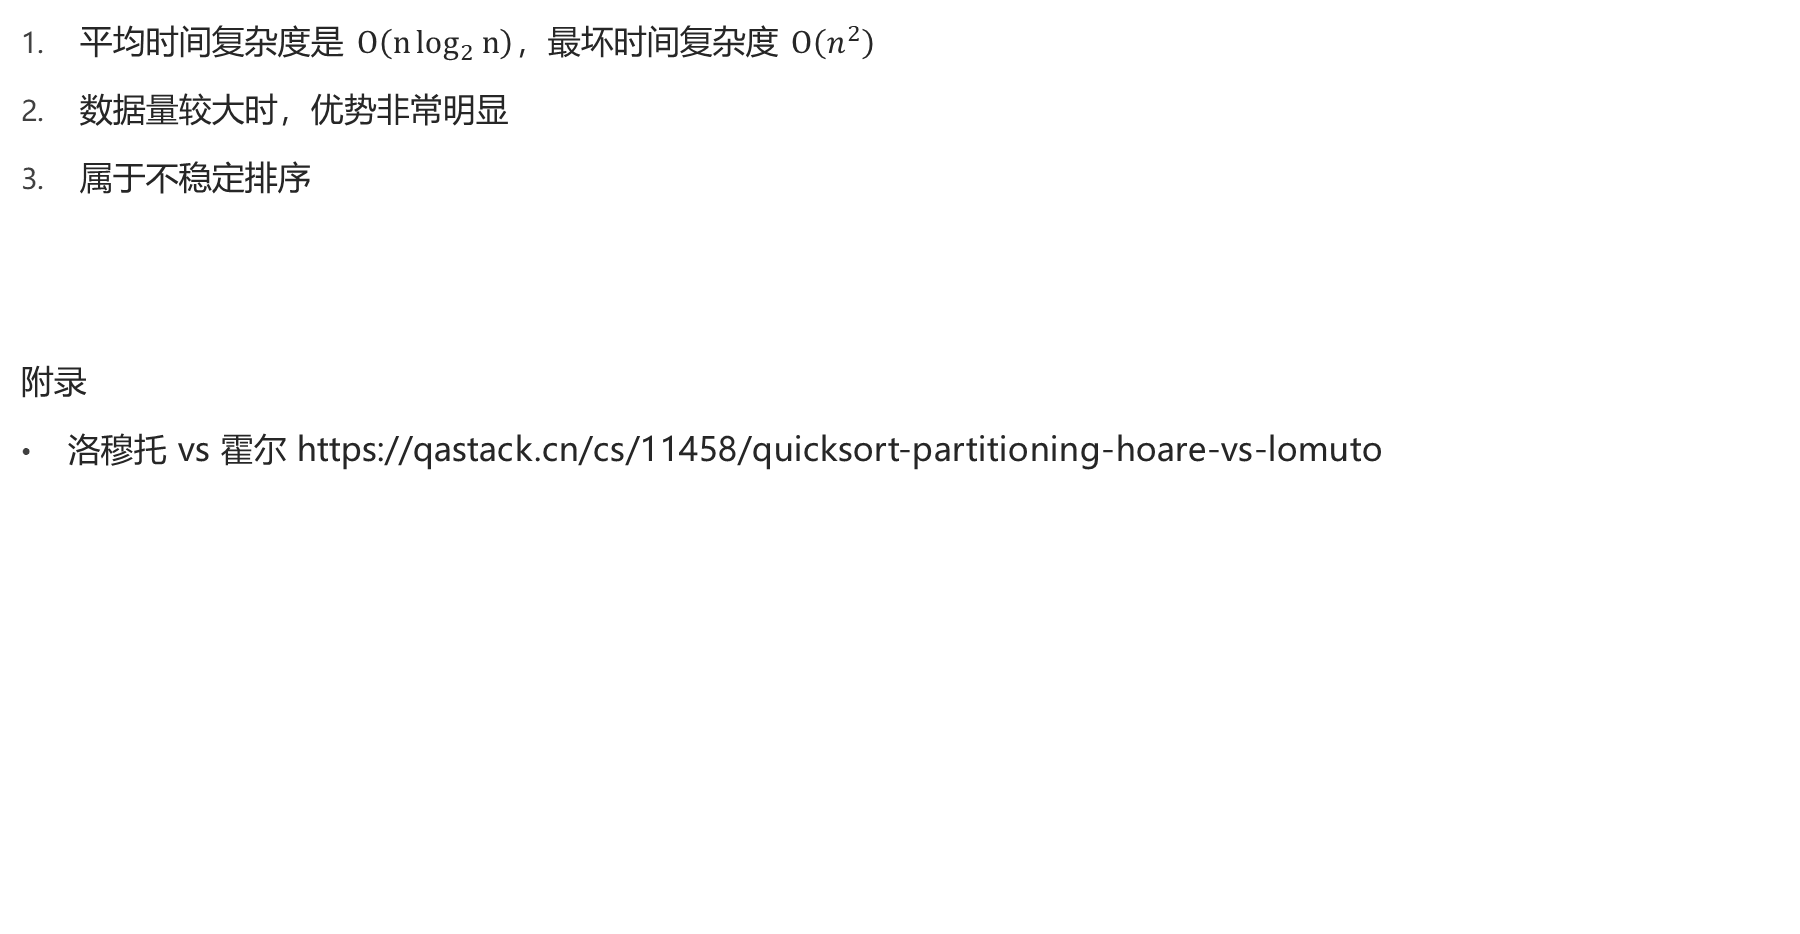 1. 平均时间复杂度是 O(n log₂ n)，最坏时间复杂度 O(n²)
2. 数据量较大时，优势非常明显
3. 属于不稳定排序
附录
• 洛穆托 vs 霍尔 https://qastack.cn/cs/11458/quicksort-partitioning-hoare-vs-lomuto